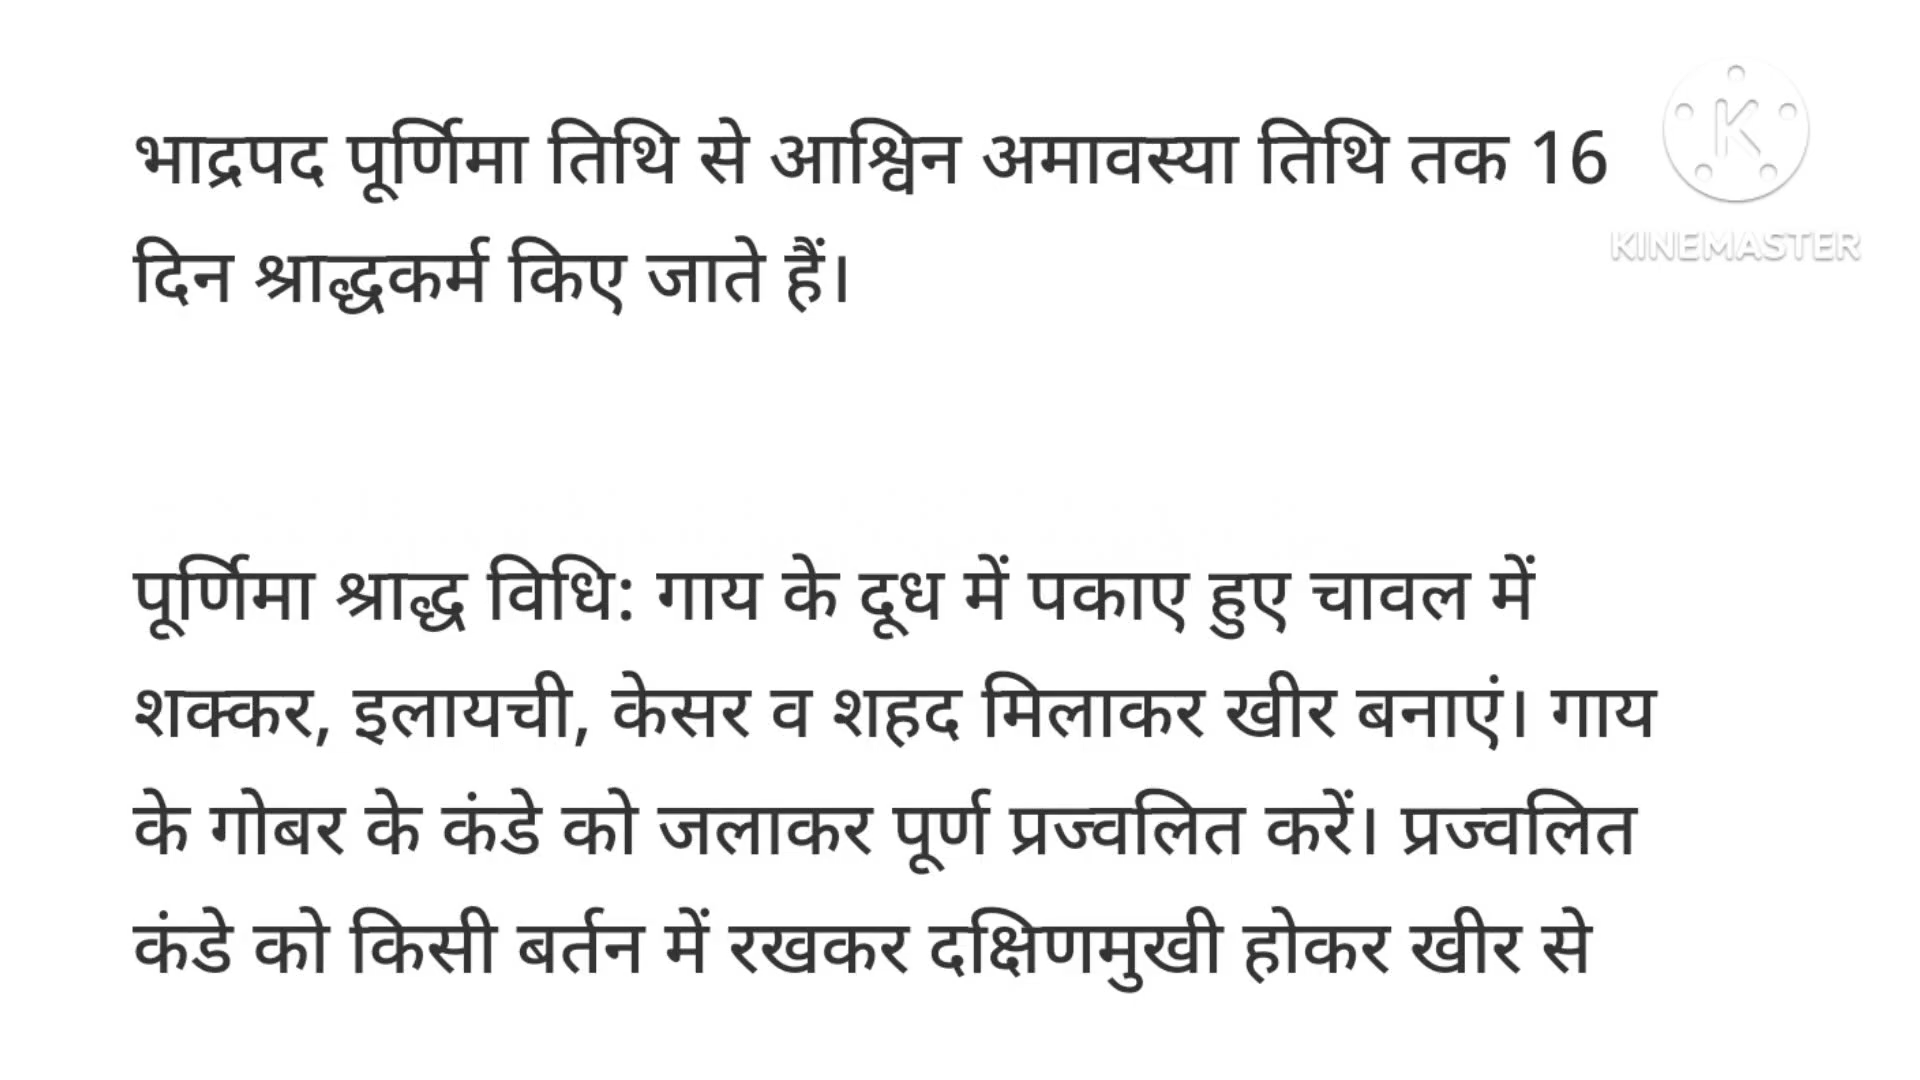 भाद्रपद पूर्णिमा तिथि से आश्विन अमावस्या तिथि तक 16
दिन श्राद्धकर्म किए जाते हैं।
K
KINEMASTER
पूर्णिमा श्राद्ध विधि: गाय के दूध में पकाए हुए चावल में
शक्कर, इलायची, केसर व शहद मिलाकर खीर बनाएं। गाय
के गोबर के कंडे को जलाकर पूर्ण प्रज्वलित करें। प्रज्वलित
कंडे को किसी बर्तन में रखकर दक्षिणमुखी होकर खीर से